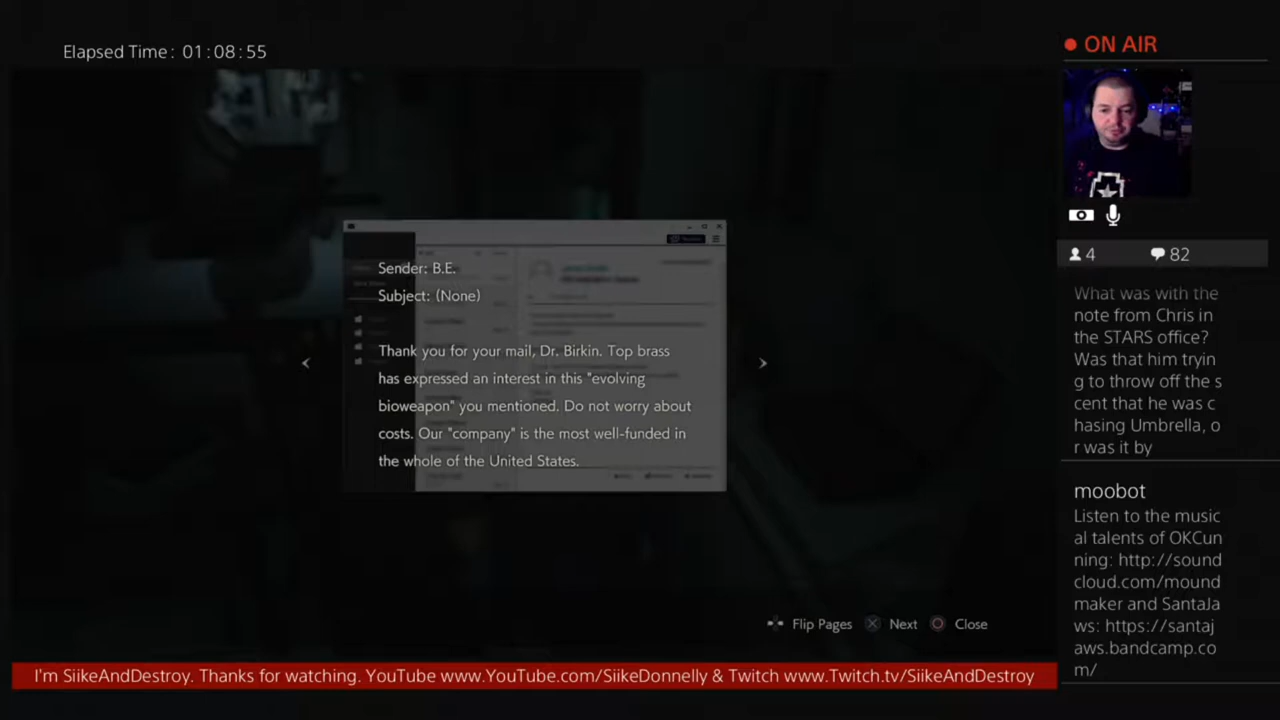 Elapsed Time: 01:08:55
ON AIR
4
82
Sender: B.E.
Subject: (None)
Thank you for your mail, Dr. Birkin. Top brass
has expressed an interest in this "evolving
bioweapon" you mentioned. Do not worry about
costs. Our "company" is the most well-funded in
the whole of the United States.
Flip Pages
Next
Close
What was with the
note from Chris in
the STARS office?
Was that him tryin
g to throw off the s
cent that he was c
hasing Umbrella, o
r was it by
moobot
Listen to the music
al talents of OKCun
ning: http://sound
cloud.com/mound
maker and SantaJa
ws: https://santaj
aws.bandcamp.co
m/
I'm SiikeAndDestroy. Thanks for watching. YouTube www.YouTube.com/SiikeDonnelly & Twitch www.Twitch.tv/SiikeAndDestroy